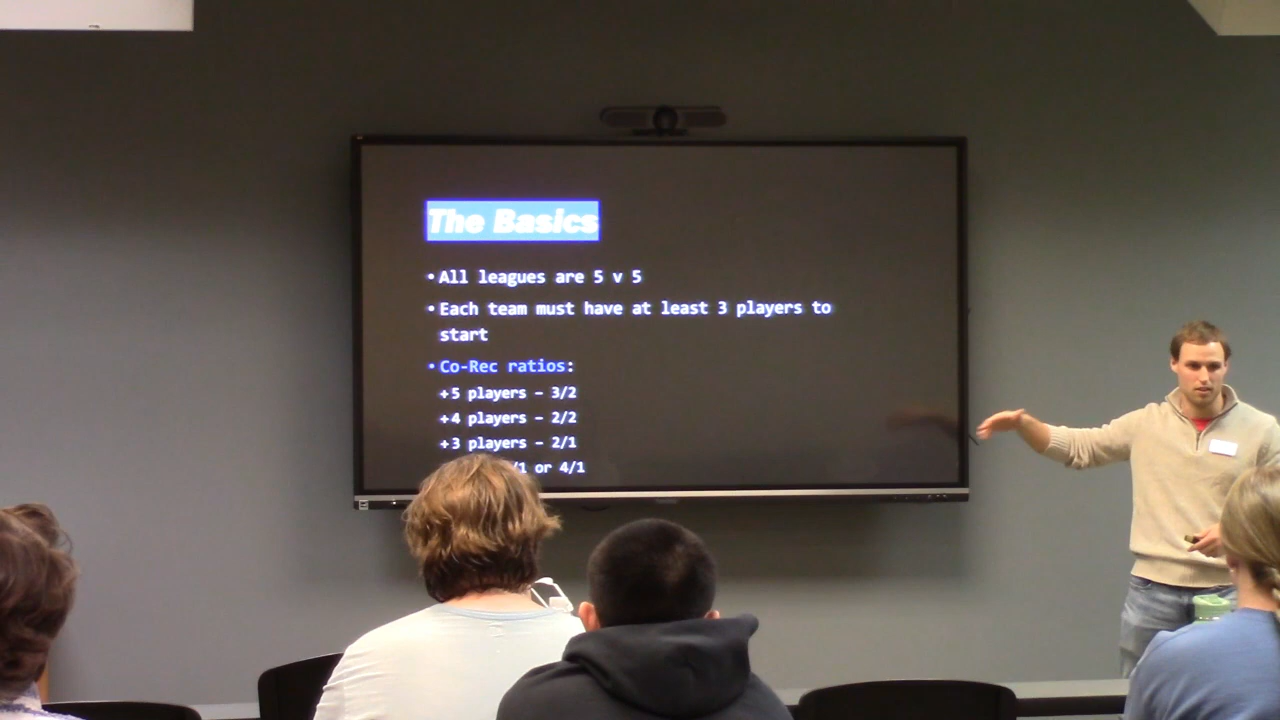 The Basics
•All leagues are 5 v 5
•Each team must have at least 3 players to
start
•Co-Rec ratios:
+5 players – 3/2
+4 players – 2/2
+3 players – 2/1
/1 or 4/1